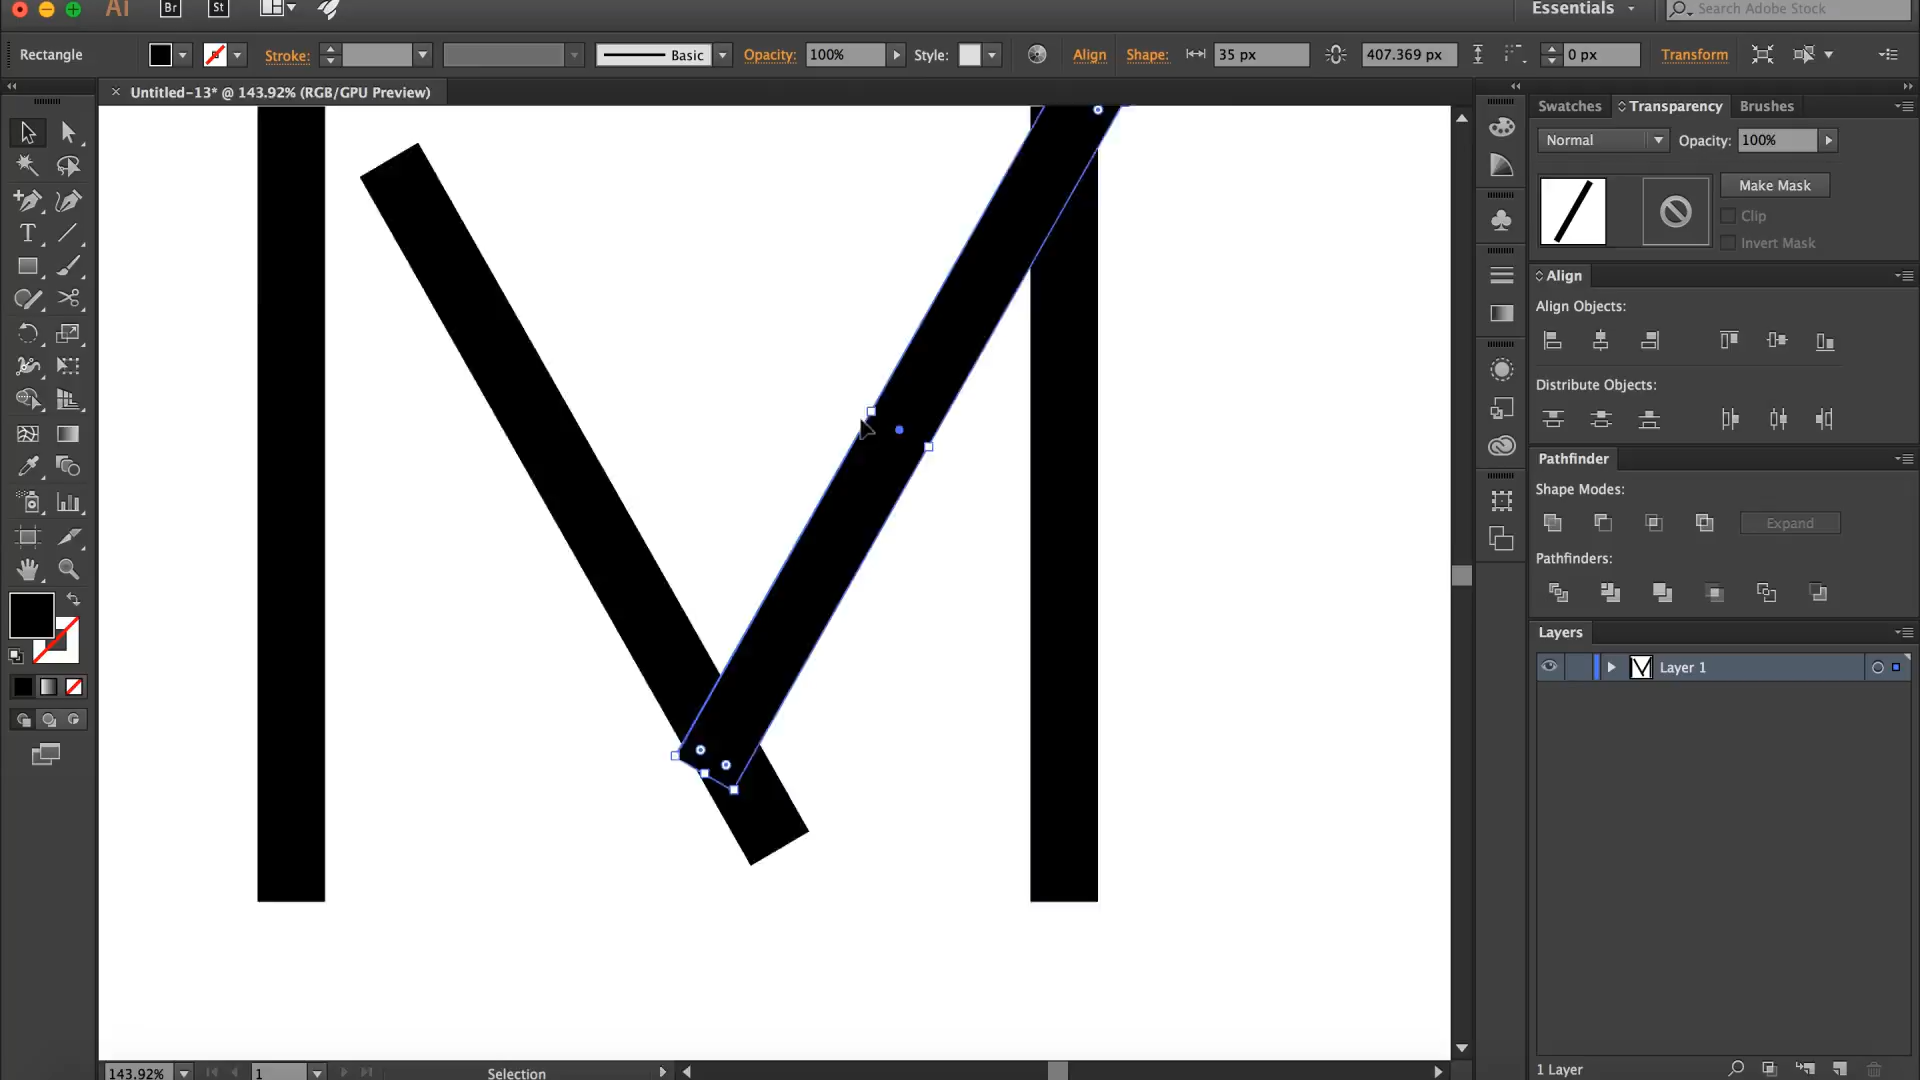 Ai Br St Essentials Search Adobe Stock
Rectangle Stroke: Basic Opacity: 100% Style: Align Shape: 35 px 407.369 px 0 px Transform
× Untitled-13* @ 143.92% (RGB/GPU Preview)
Swatches Transparency Brushes
Normal Opacity: 100%
Make Mask
Clip
Invert Mask
Align
Align Objects:
Distribute Objects:
Pathfinder
Shape Modes:
Expand
Pathfinders:
Layers
Layer 1
143.92% 1 Selection 1 Layer